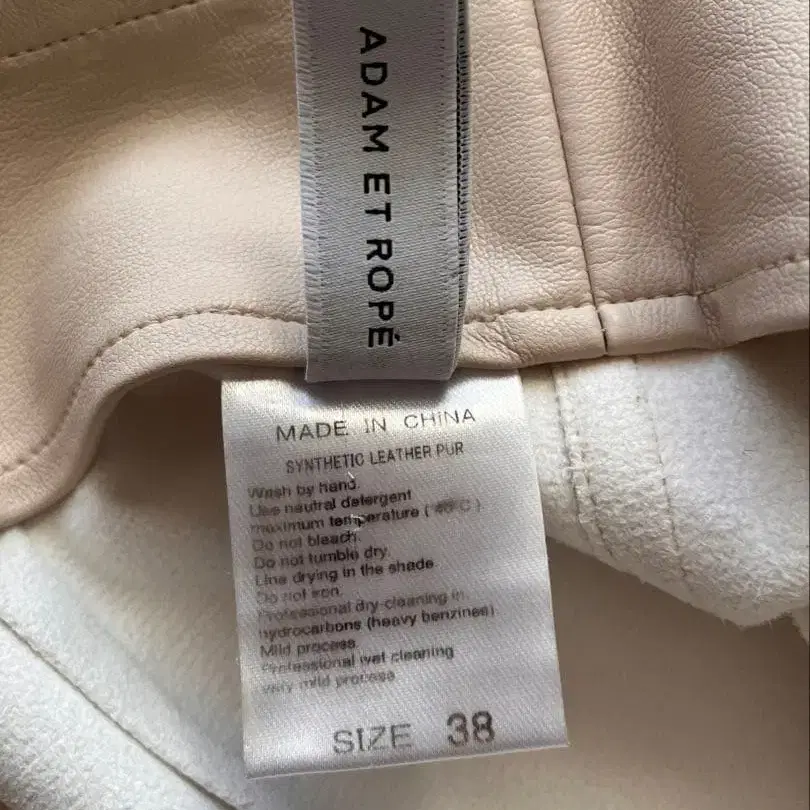 ADAM ET ROPÉ
MADE IN CHINA
SYNTHETIC LEATHER PUR
Wash by hand.
Use neutral detergent
maximum temperature (40°C)
Do not bleach.
Do not tumble dry.
Line drying in the shade.
Do not iron.
Professional dry-cleaning in.
hydrocarbons (heavy benzines)
Mild process.
Professional wet cleaning
very mild process
SIZE 38